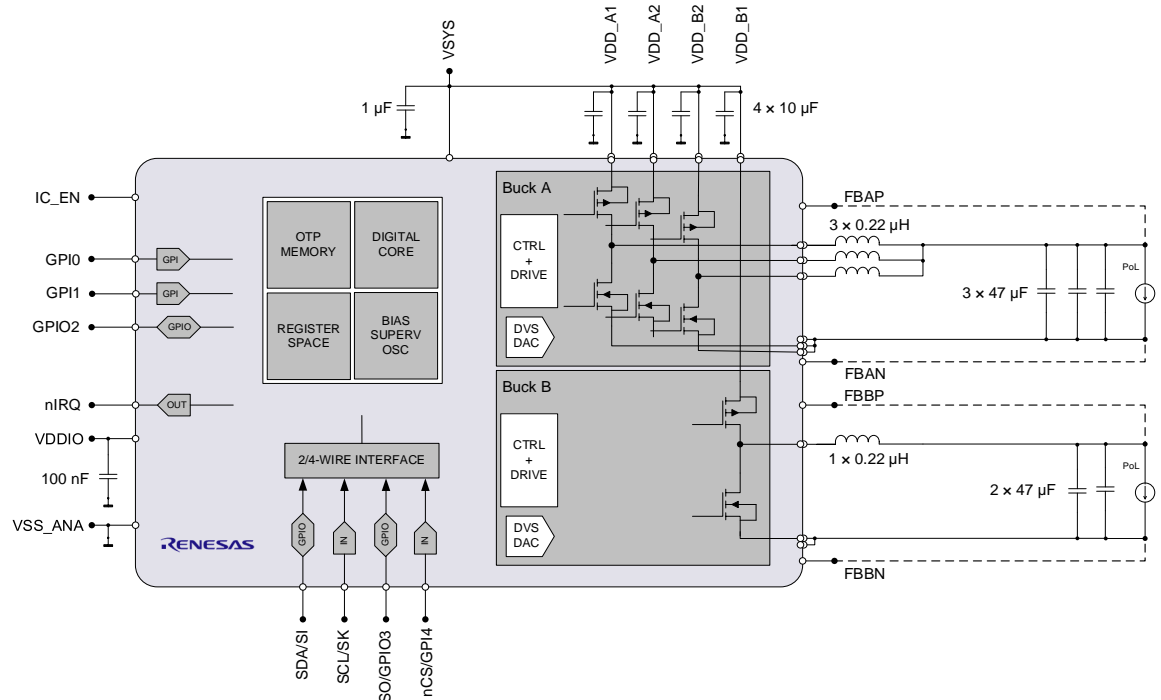 VSYS
VDD_A1
VDD_A2
VDD_B2
VDD_B1
1 µF
4 × 10 µF
IC_EN
GPI0
GPI
GPI1
GPI
GPIO2
GPIO
nIRQ
OUT
VDDIO
100 nF
VSS_ANA
OTP
MEMORY
DIGITAL
CORE
REGISTER
SPACE
BIAS
SUPERV
OSC
2/4-WIRE INTERFACE
GPIO
IN
GPIO
IN
RENESAS
SDA/SI
SCL/SK
SO/GPIO3
nCS/GPI4
Buck A
CTRL
+
DRIVE
DVS
DAC
Buck B
CTRL
+
DRIVE
DVS
DAC
FBAP
3 × 0.22 µH
3 × 47 µF
PoL
FBAN
FBBP
1 × 0.22 µH
2 × 47 µF
PoL
FBBN